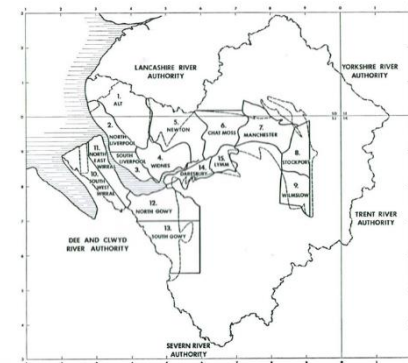 LANCASHIRE RIVER
AUTHORITY
YORKSHIRE RIVER
AUTHORITY
1.
ALT
2.
NORTH
LIVERPOOL
5.
NEWTON
6.
CHAT MOSS
7.
MANCHESTER
11.
NORTH
EAST
WIRRAL
SOUTH
LIVERPOOL
3.
4.
WIDNES
14.
DARESBURY
15.
LYMM
8.
STOCKPORT
10.
SOUTH
WEST
WIRRAL
9.
WILMSLOW
12.
NORTH GOWY
13.
SOUTH GOWY
TRENT RIVER
AUTHORITY
DEE AND CLWYD
RIVER AUTHORITY
SEVERN RIVER
AUTHORITY